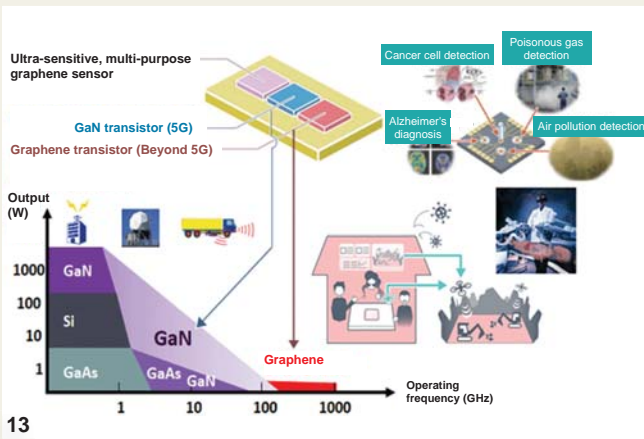 Ultra-sensitive, multi-purpose
graphene sensor
GaN transistor (5G)
Graphene transistor (Beyond 5G)
Cancer cell detection
Poisonous gas
detection
Alzheimer's
diagnosis
Air pollution detection
Output
(W)
1000
100
10
1
GaN
Si
GaAs
GaN
GaAs
GaN
Graphene
1
10
100
1000
Operating
frequency (GHz)
13